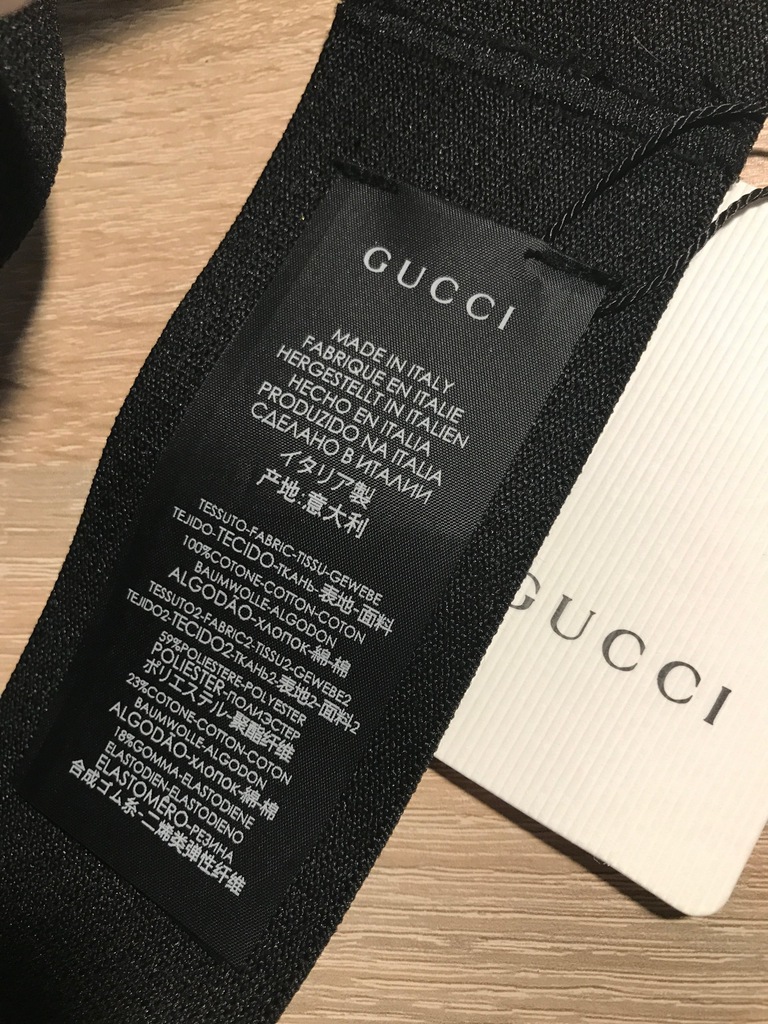 GUCCI
MADE IN ITALY
FABRIQUE EN ITALIE
HERGESTELLT IN ITALIEN
HECHO EN ITALIA
PRODUZIDO NA ITALIA
СДЕЛАНО В ИТАЛИИ
イタリア製
产地:意大利
TESSUTO-FABRIC-TISSU-GEWEBE
TEJIDO-TECIDO-ТКАНЬ-表地-面料
100%COTONE-COTTON-COTON
BAUMWOLLE-ALGODON
ALGODÃO-ХЛОПОК-綿-棉
TESSUTO2-FABRIC2-TISSU2-GEWEBE2
TEJIDO2-TECIDO2-ТКАНЬ2-表地2-面料2
59%POLIESTERE-POLYESTER
POLIESTER-ПОЛИЭСТЕР
ポリエステル-聚酯纤维
23%COTONE-COTTON-COTON
BAUMWOLLE-ALGODON
ALGODÃO-ХЛОПОК-綿-棉
18%GOMMA-ELASTODIENE
ELASTODIEN-ELASTODIENO
ELASTÓMERO-РЕЗИНА
合成ゴム糸-二烯类弹性纤维
GUCCI